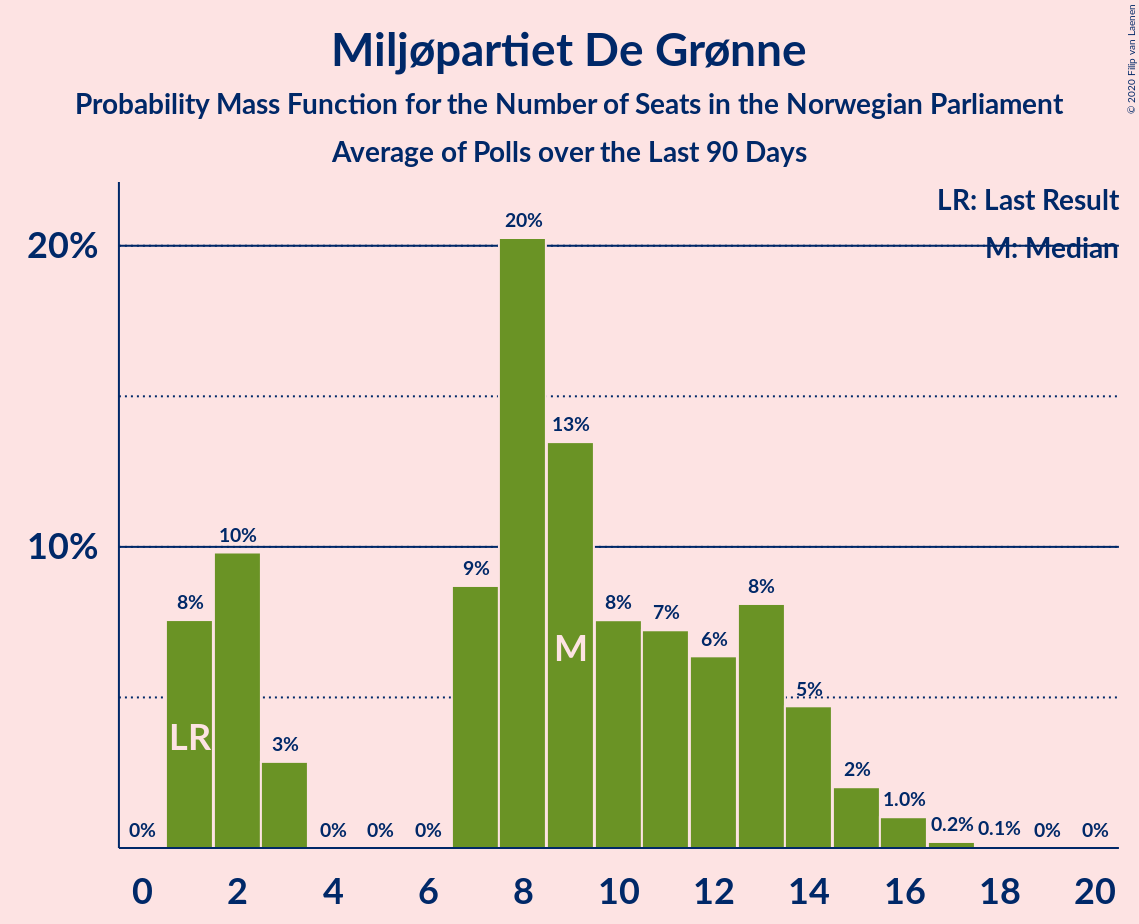 Miljøpartiet De Grønne
Probability Mass Function for the Number of Seats in the Norwegian Parliament
Average of Polls over the Last 90 Days
© 2020 Filip van Laenen
LR: Last Result
M: Median
20%
10%
0%
8%
10%
3%
0%
0%
0%
9%
20%
13%
8%
7%
6%
8%
5%
2%
1.0%
0.2%
0.1%
0%
0%
LR
M
0 2 4 6 8 10 12 14 16 18 20